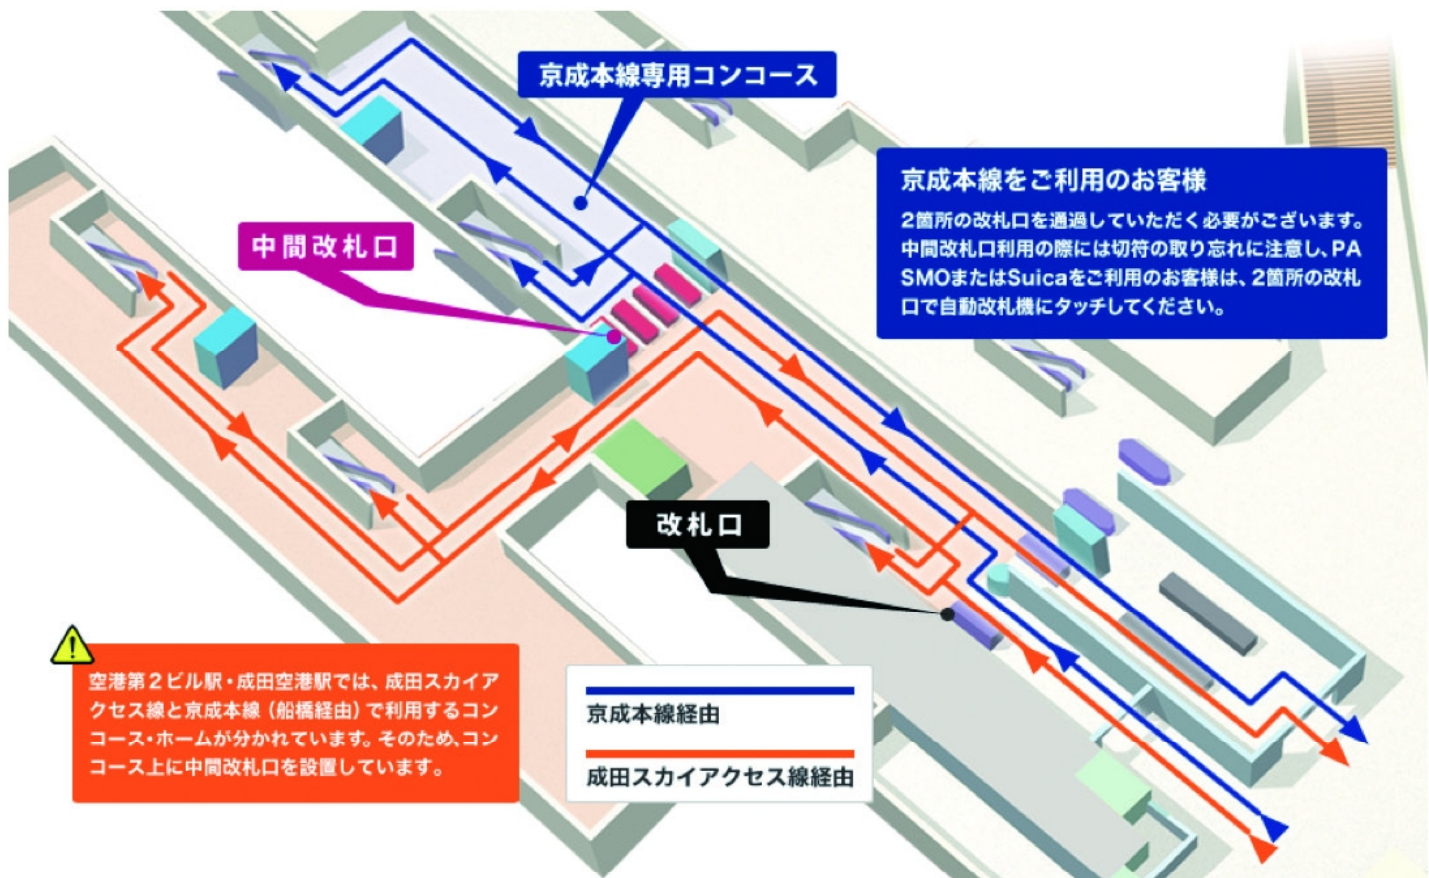 京成本線専用コンコース
京成本線をご利用のお客様
2箇所の改札口を通過していただく必要がございます。
中間改札口利用の際には切符の取り忘れに注意し、PA
SMOまたはSuicaをご利用のお客様は、2箇所の改札
口で自動改札機にタッチしてください。
中間改札口
改札口
空港第2ビル駅・成田空港駅では、成田スカイア
クセス線と京成本線（船橋経由）で利用するコン
コース・ホームが分かれています。そのため、コン
コース上に中間改札口を設置しています。
京成本線経由
成田スカイアクセス線経由